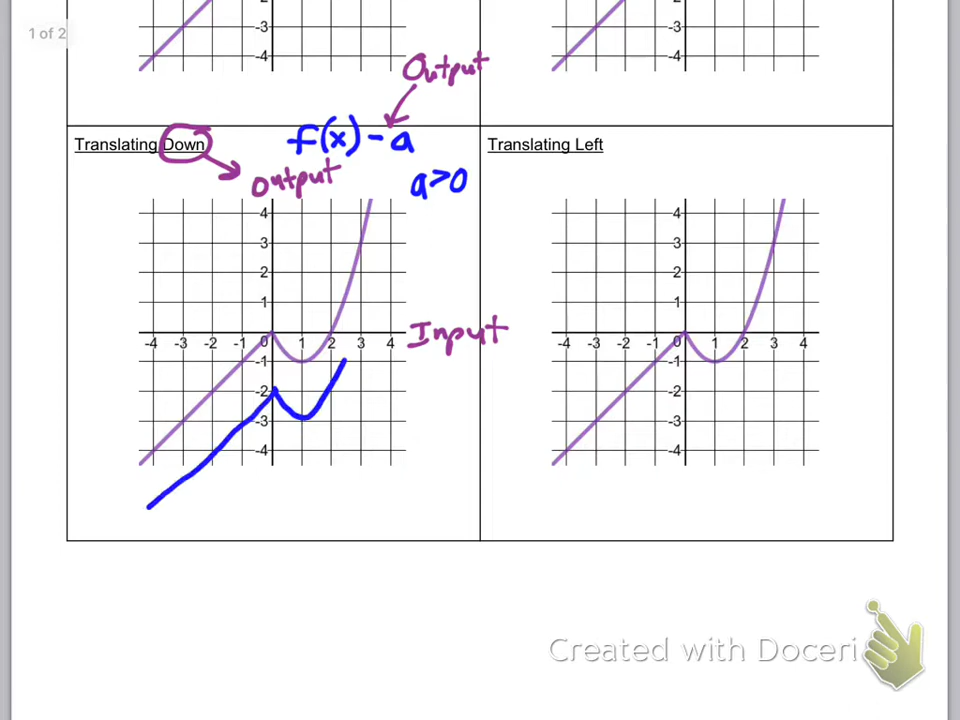 1 of 2
2
-3
-4
2
-3
-4
Output
Translating Down
f(x) - a
output
a>0
4
3
2
1
-4 -3 -2 -1 0 1 2 3 4
-1
-2
-3
-4
Input
Translating Left
4
3
2
1
-4 -3 -2 -1 0 1 2 3 4
-1
-2
-3
-4
Created with Doceri